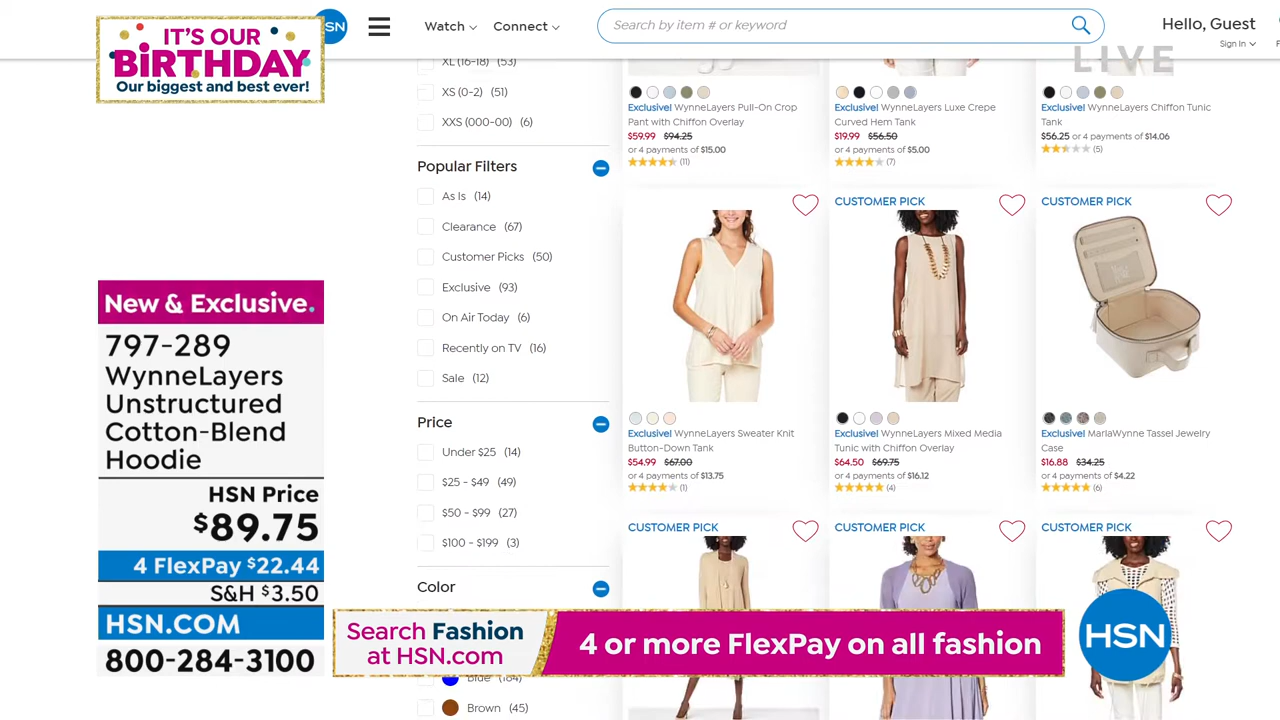 IT'S OUR
BiRTHDAY
Our biggest and best ever!
SN
Watch
Connect
Search by item # or keyword
Hello, Guest
Sign In
LIVE
New & Exclusive.
797-289
WynneLayers
Unstructured
Cotton-Blend
Hoodie
HSN Price
$89.75
4 FlexPay $22.44
S&H $3.50
HSN.COM
800-284-3100
XL (16-18) (53)
XS (0-2) (51)
XXS (000-00) (6)
Popular Filters
As Is (14)
Clearance (67)
Customer Picks (50)
Exclusive (93)
On Air Today (6)
Recently on TV (16)
Sale (12)
Price
Under $25 (14)
$25 - $49 (49)
$50 - $99 (27)
$100 - $199 (3)
Color
Blue (184)
Brown (45)
Exclusive! WynneLayers Pull-On Crop
Pant with Chiffon Overlay
$59.99 $94.25
or 4 payments of $15.00
(11)
Exclusive! WynneLayers Luxe Crepe
Curved Hem Tank
$19.99 $56.50
or 4 payments of $5.00
(7)
Exclusive! WynneLayers Chiffon Tunic
Tank
$56.25 or 4 payments of $14.06
(5)
Exclusive! WynneLayers Sweater Knit
Button-Down Tank
$54.99 $67.00
or 4 payments of $13.75
(1)
CUSTOMER PICK
Exclusive! WynneLayers Mixed Media
Tunic with Chiffon Overlay
$64.50 $69.75
or 4 payments of $16.12
(4)
CUSTOMER PICK
Exclusive! MarlaWynne Tassel Jewelry
Case
$16.88 $34.25
or 4 payments of $4.22
(6)
CUSTOMER PICK
CUSTOMER PICK
CUSTOMER PICK
Search Fashion
at HSN.com
4 or more FlexPay on all fashion
HSN